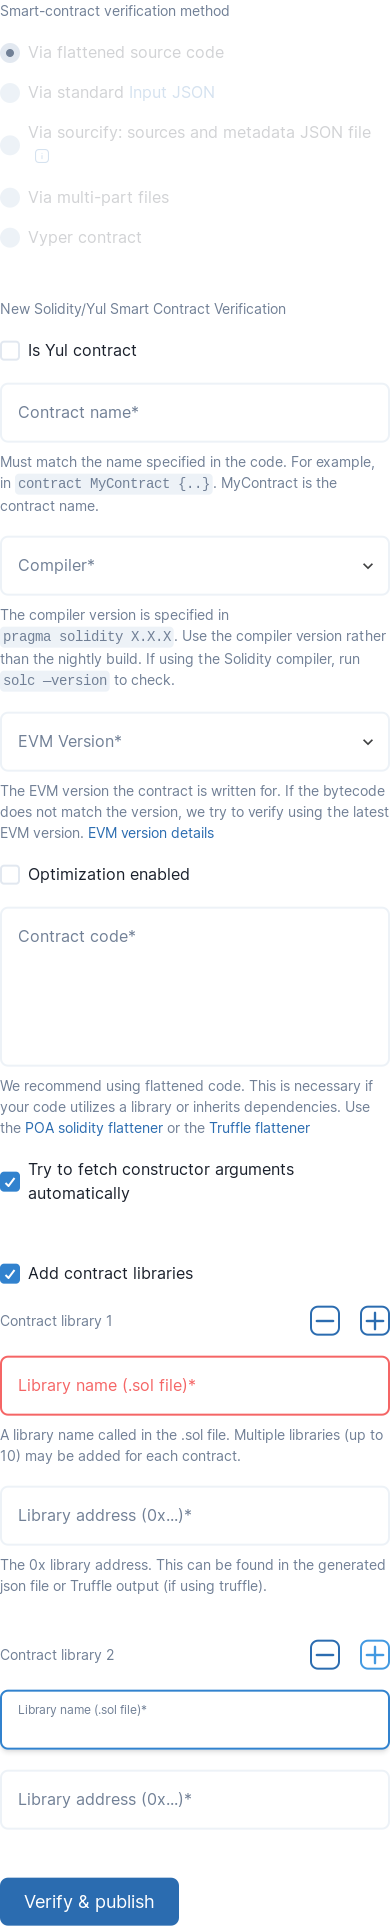 Smart-contract verification method
Via flattened source code
Via standard Input JSON
Via sourcify: sources and metadata JSON file
Via multi-part files
Vyper contract
New Solidity/Yul Smart Contract Verification
Is Yul contract
Contract name*
Must match the name specified in the code. For example,
in contract MyContract {..}. MyContract is the
contract name.
Compiler*
The compiler version is specified in
pragma solidity X.X.X. Use the compiler version rather
than the nightly build. If using the Solidity compiler, run
solc —version to check.
EVM Version*
The EVM version the contract is written for. If the bytecode
does not match the version, we try to verify using the latest
EVM version. EVM version details
Optimization enabled
Contract code*
We recommend using flattened code. This is necessary if
your code utilizes a library or inherits dependencies. Use
the POA solidity flattener or the Truffle flattener
Try to fetch constructor arguments
automatically
Add contract libraries
Contract library 1
Library name (.sol file)*
A library name called in the .sol file. Multiple libraries (up to
10) may be added for each contract.
Library address (0x...)*
The 0x library address. This can be found in the generated
json file or Truffle output (if using truffle).
Contract library 2
Library name (.sol file)*
Library address (0x...)*
Verify & publish